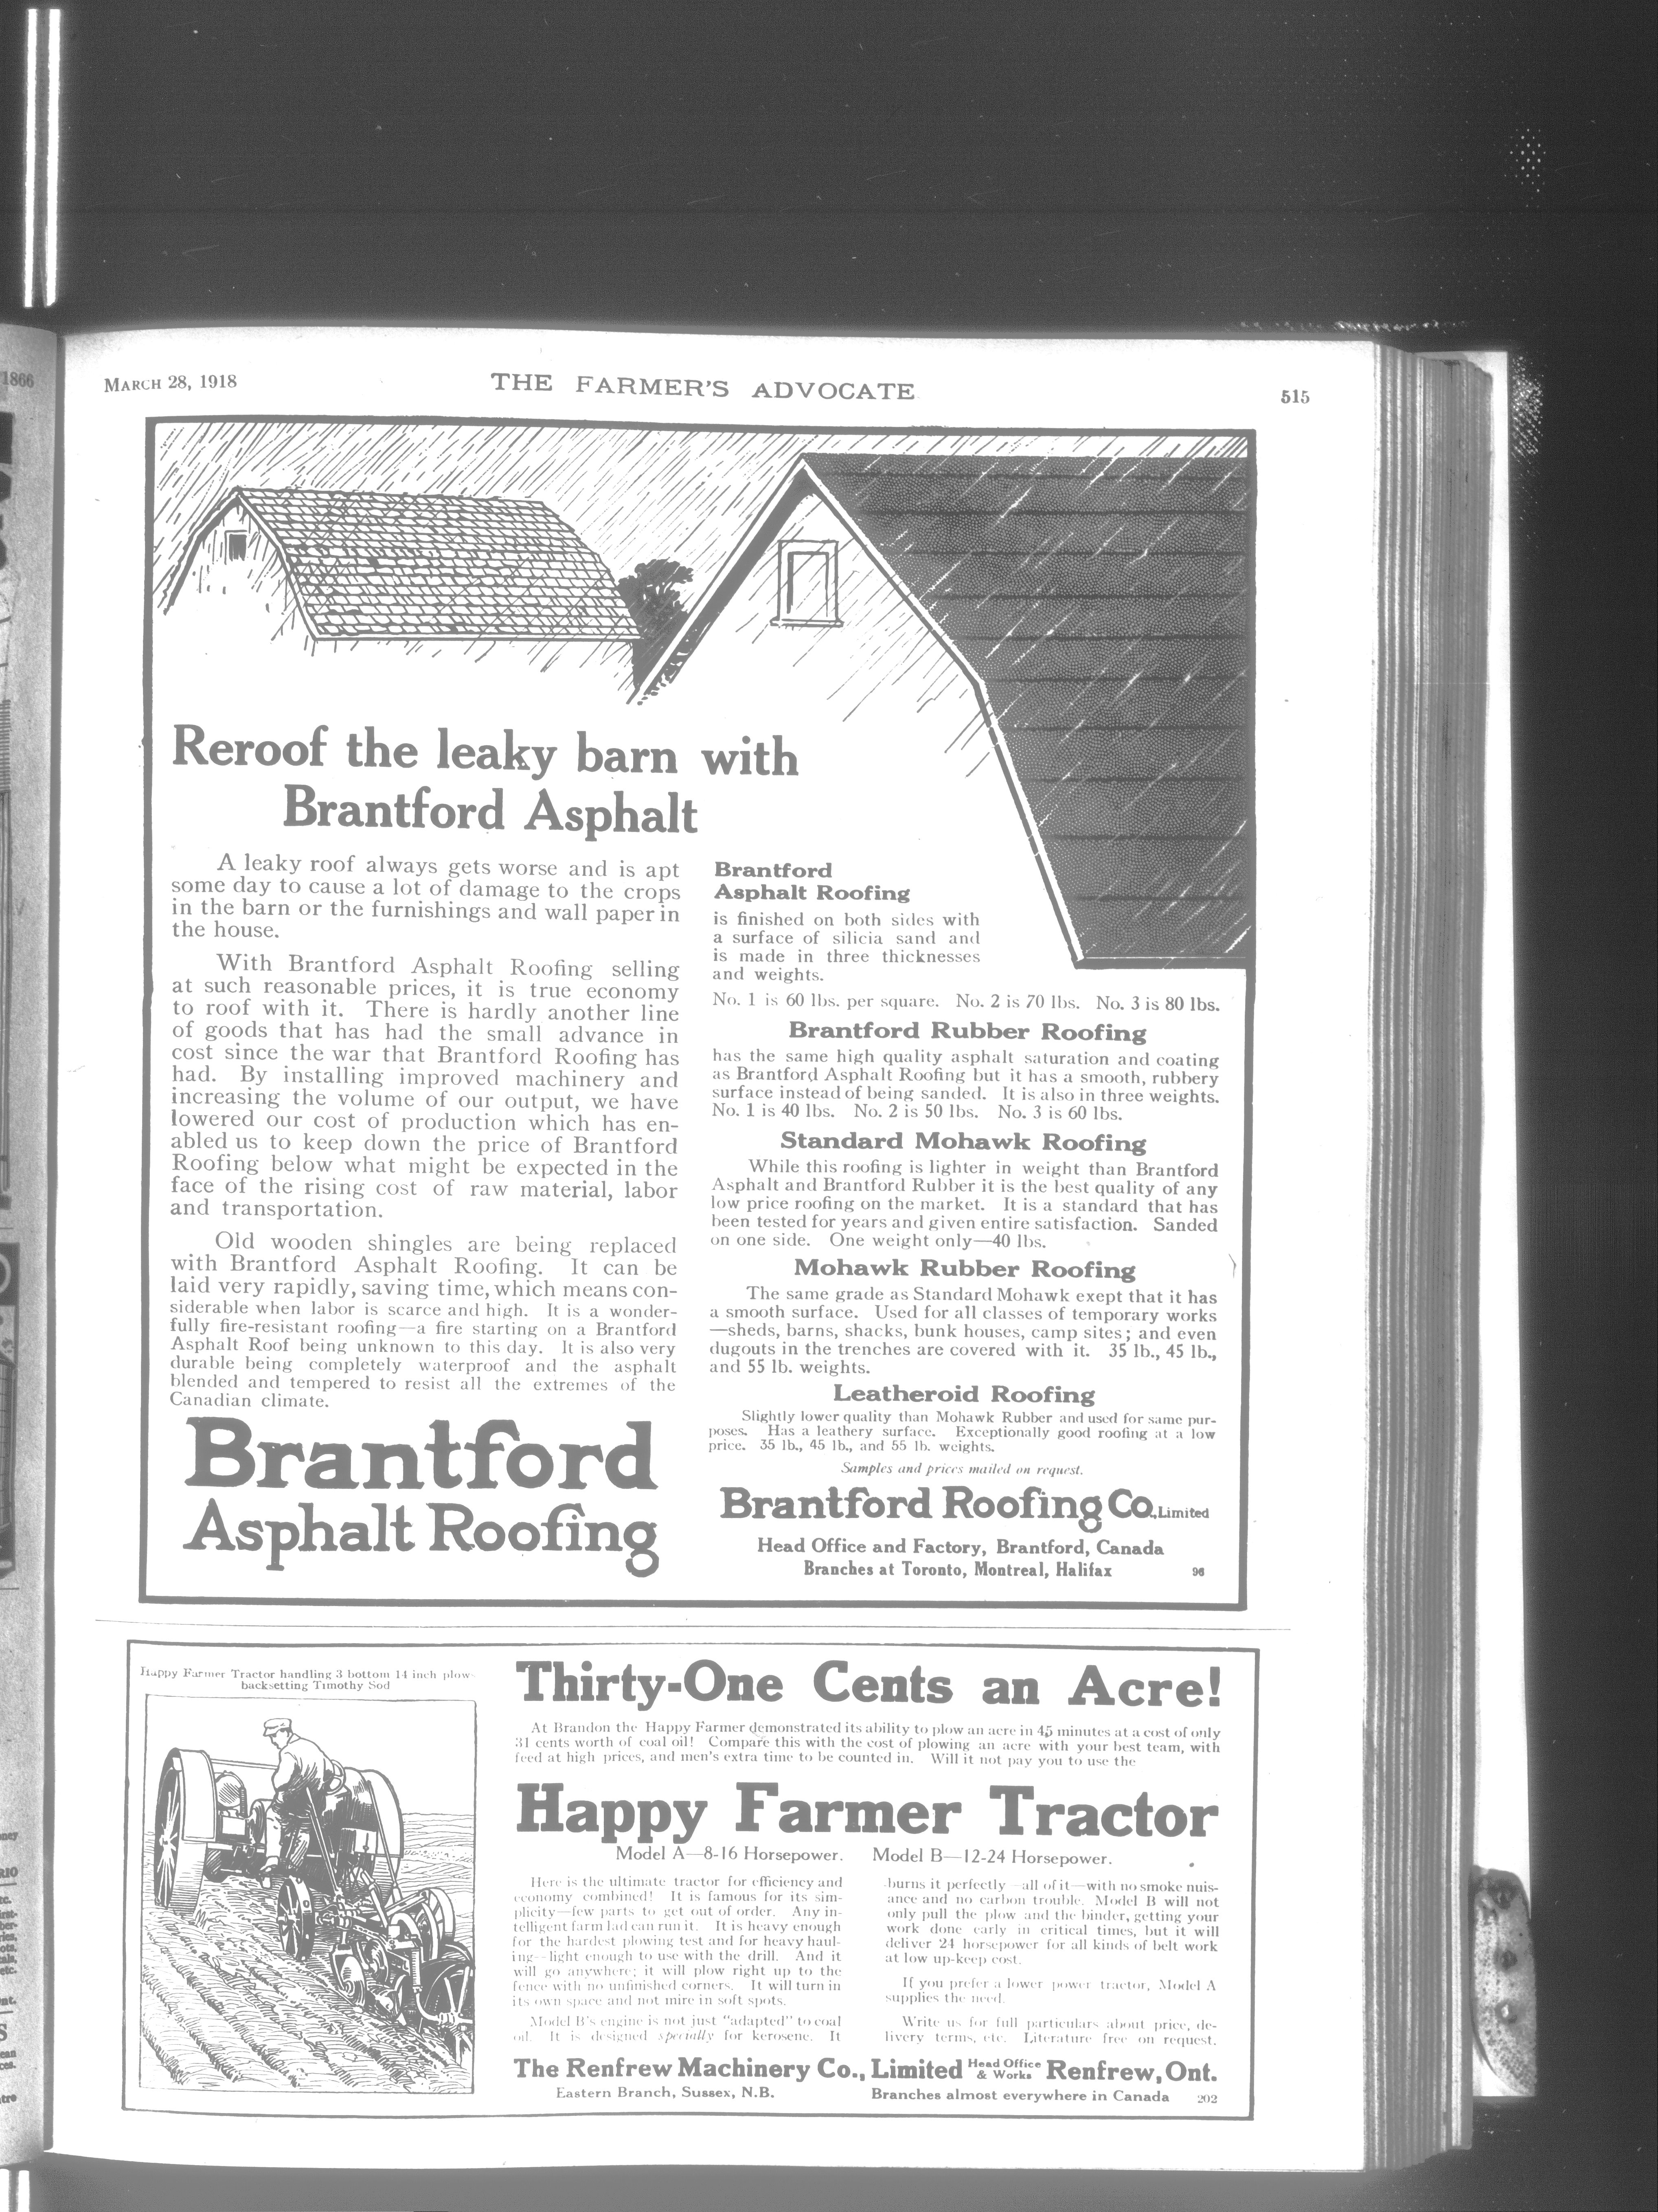 MARCH 28, 1918
THE FARMER'S ADVOCATE
515
Reroof the leaky barn with
Brantford Asphalt
A leaky roof always gets worse and is apt
some day to cause a lot of damage to the crops
in the barn or the furnishings and wall paper in
the house.
With Brantford Asphalt Roofing selling
at such reasonable prices, it is true economy
to roof with it. There is hardly another line
of goods that has had the small advance in
cost since the war that Brantford Roofing has
had. By installing improved machinery and
increasing the volume of our output, we have
lowered our cost of production which has en-
abled us to keep down the price of Brantford
Roofing below what might be expected in the
face of the rising cost of raw material, labor
and transportation.
Old wooden shingles are being replaced
with Brantford Asphalt Roofing. It can be
laid very rapidly, saving time, which means con-
siderable when labor is scarce and high. It is a wonder-
fully fire-resistant roofing—a fire starting on a Brantford
Asphalt Roof being unknown to this day. It is also very
durable being completely waterproof and the asphalt
blended and tempered to resist all the extremes of the
Canadian climate.
Brantford
Asphalt Roofing
Brantford
Asphalt Roofing
is finished on both sides with
a surface of silicia sand and
is made in three thicknesses
and weights.
No. 1 is 60 lbs. per square. No. 2 is 70 lbs. No. 3 is 80 lbs.
Brantford Rubber Roofing
has the same high quality asphalt saturation and coating
as Brantford Asphalt Roofing but it has a smooth, rubbery
surface instead of being sanded. It is also in three weights.
No. 1 is 40 lbs. No. 2 is 50 lbs. No. 3 is 60 lbs.
Standard Mohawk Roofing
While this roofing is lighter in weight than Brantford
Asphalt and Brantford Rubber it is the best quality of any
low price roofing on the market. It is a standard that has
been tested for years and given entire satisfaction. Sanded
on one side. One weight only—40 lbs.
Mohawk Rubber Roofing
The same grade as Standard Mohawk exept that it has
a smooth surface. Used for all classes of temporary works
—sheds, barns, shacks, bunk houses, camp sites; and even
dugouts in the trenches are covered with it. 35 lb., 45 lb.,
and 55 lb. weights.
Leatheroid Roofing
Slightly lower quality than Mohawk Rubber and used for same pur-
poses. Has a leathery surface. Exceptionally good roofing at a low
price. 35 lb., 45 lb., and 55 lb. weights.
Samples and prices mailed on request.
Brantford Roofing Co., Limited
Head Office and Factory, Brantford, Canada
Branches at Toronto, Montreal, Halifax 96
Happy Farmer Tractor handling 3 bottom 14 inch plow
backsetting Timothy Sod
Thirty-One Cents an Acre!
At Brandon the Happy Farmer demonstrated its ability to plow an acre in 45 minutes at a cost of only
31 cents worth of coal oil! Compare this with the cost of plowing an acre with your best team, with
feed at high prices, and men's extra time to be counted in. Will it not pay you to use the
Happy Farmer Tractor
Model A—8-16 Horsepower. Model B—12-24 Horsepower.
Here is the ultimate tractor for efficiency and
economy combined! It is famous for its sim-
plicity—few parts to get out of order. Any in-
telligent farm lad can run it. It is heavy enough
for the hardest plowing test and for heavy haul-
ing—light enough to use with the drill. And it
will go anywhere; it will plow right up to the
fence with no unfinished corners. It will turn in
its own space and not mire in soft spots.
Model B's engine is not just "adapted" to coal
oil. It is designed specially for kerosene. It
burns it perfectly—all of it—with no smoke nuis-
ance and no carbon trouble. Model B will not
only pull the plow and the binder, getting your
work done early in critical times, but it will
deliver 24 horsepower for all kinds of belt work
at low up-keep cost.
If you prefer a lower power tractor, Model A
supplies the need.
Write us for full particulars about price, de-
livery terms, etc. Literature free on request.
The Renfrew Machinery Co., Limited Head Office & Works Renfrew, Ont.
Eastern Branch, Sussex, N.B. Branches almost everywhere in Canada 202
1866